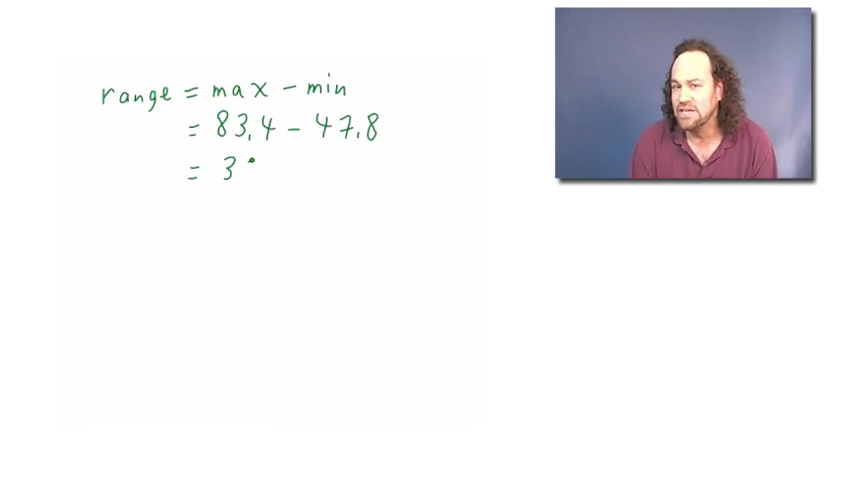 range = max - min
= 83.4 - 47.8
= 3